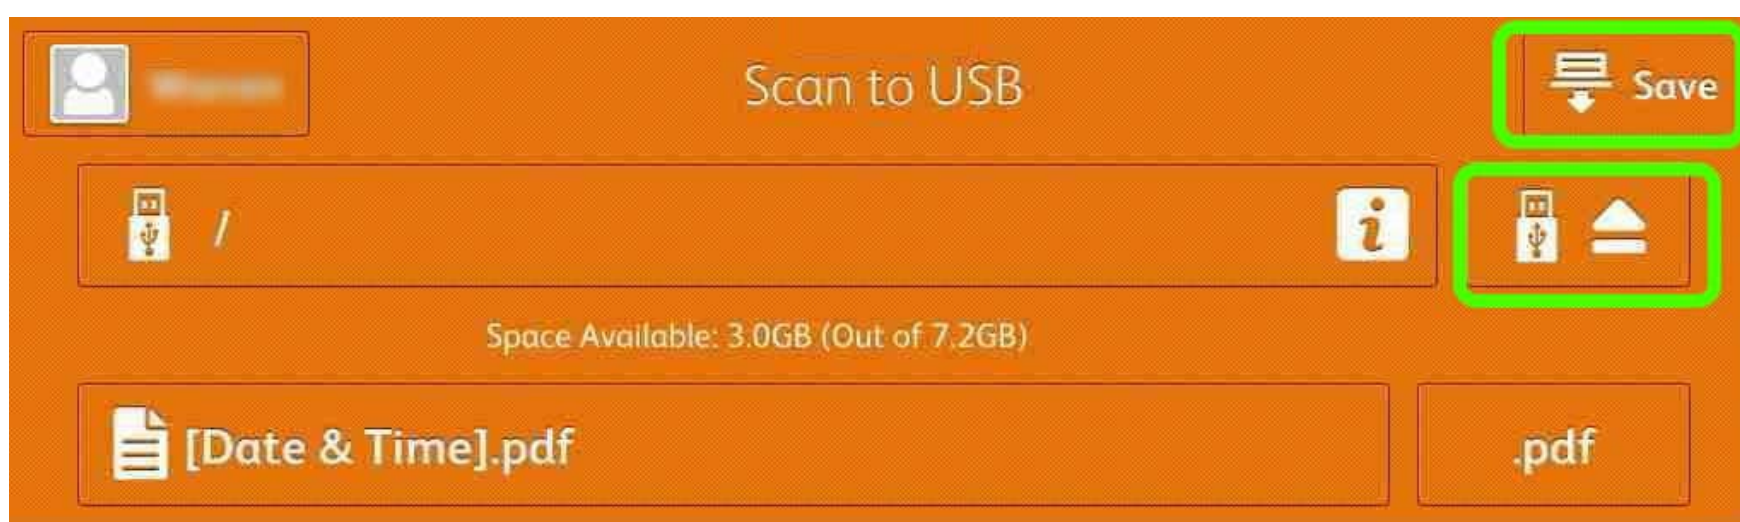 Scan to USB
Save
/
i
Space Available: 3.0GB (Out of 7.2GB)
[Date & Time].pdf
.pdf